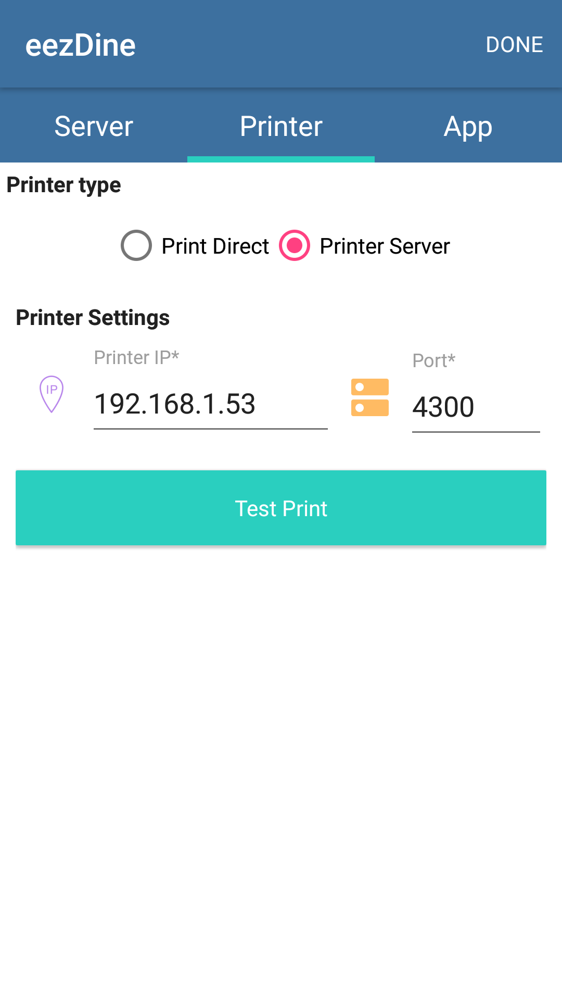 eezDine
DONE
Server
Printer
App
Printer type
Print Direct
Printer Server
Printer Settings
Printer IP*
Port*
IP
192.168.1.53
4300
Test Print